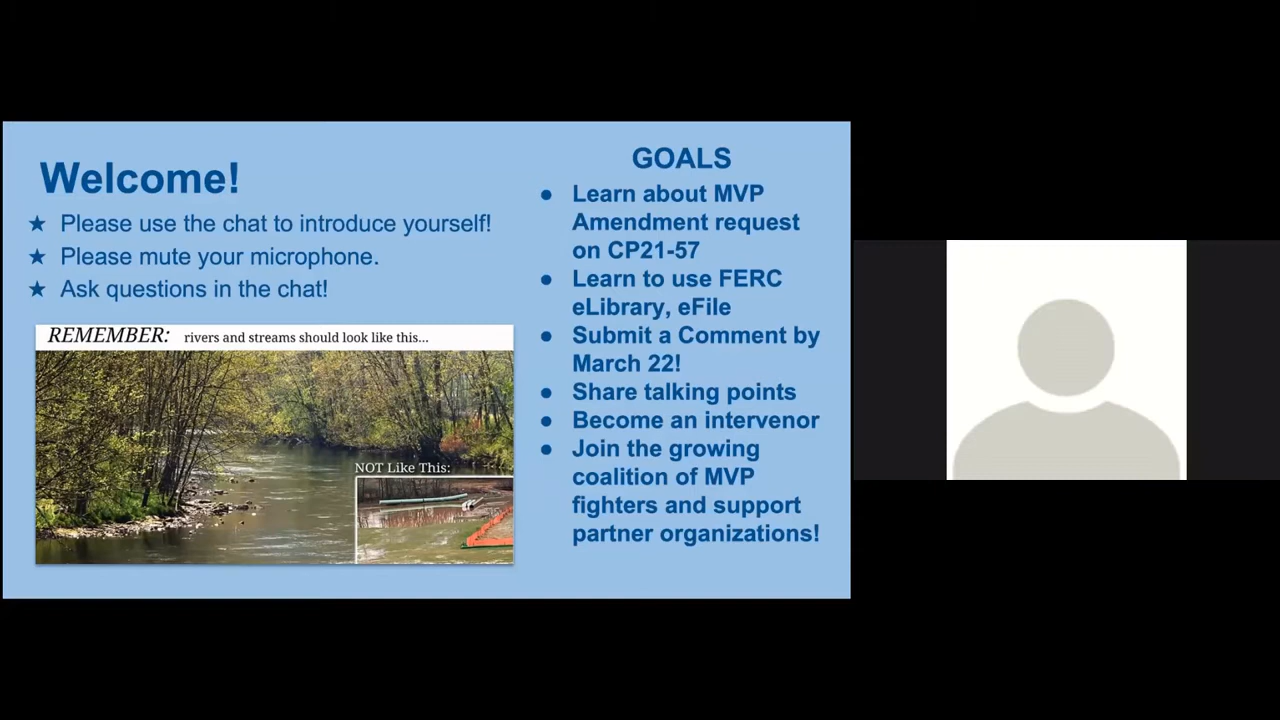 Welcome!
★ Please use the chat to introduce yourself!
★ Please mute your microphone.
★ Ask questions in the chat!
REMEMBER: rivers and streams should look like this...
NOT Like This:
GOALS
● Learn about MVP
Amendment request
on CP21-57
● Learn to use FERC
eLibrary, eFile
● Submit a Comment by
March 22!
● Share talking points
● Become an intervenor
● Join the growing
coalition of MVP
fighters and support
partner organizations!